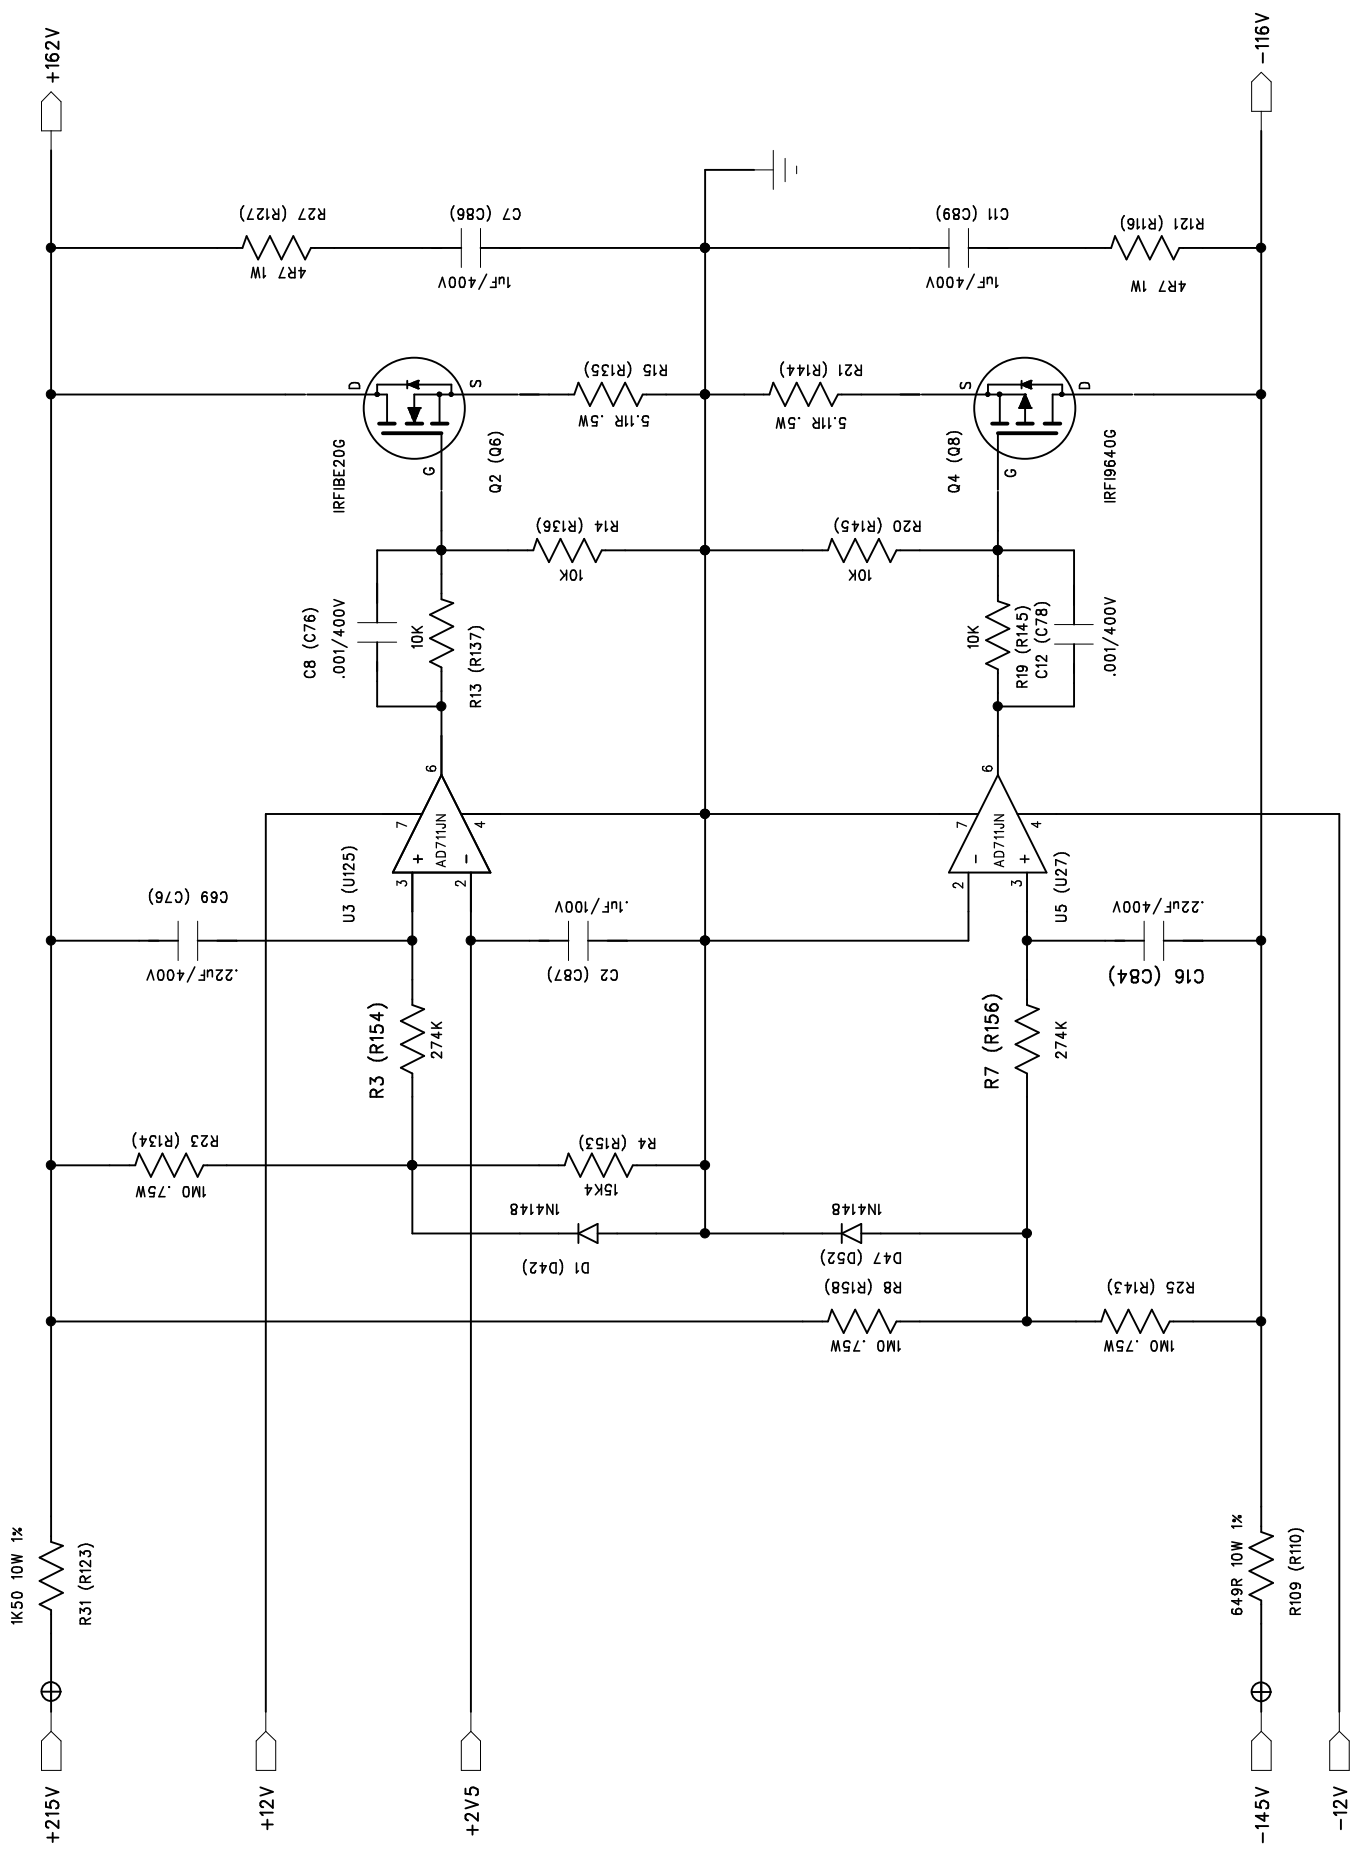 +162V
-116V
R27 (R127)
4R7 1W
C7 (C86)
1uF/400V
C11 (C89)
1uF/400V
R121 (R116)
4R7 1W
D
S
G
IRFIBE20G
Q2 (Q6)
R15 (R135)
5.11R .5W
R21 (R144)
5.11R .5W
S
D
G
Q4 (Q8)
IRFI9640G
R14 (R136)
10K
R20 (R145)
10K
C8 (C76)
.001/400V
10K
R13 (R137)
10K
R19 (R145)
C12 (C78)
.001/400V
6
7
4
+
-
AD711JN
3
2
U3 (U125)
6
7
4
-
+
AD711JN
2
3
U5 (U27)
C69 (C76)
.22uF/400V
.1uF/100V
C2 (C87)
.22uF/400V
C16 (C84)
R3 (R154)
274K
R7 (R156)
274K
R23 (R134)
1M0 .75W
R4 (R153)
15K4
1N4148
D1 (D42)
1N4148
D47 (D52)
R8 (R158)
1M0 .75W
R25 (R143)
1M0 .75W
1K50 10W 1%
R31 (R123)
649R 10W 1%
R109 (R110)
+215V
+12V
+2V5
-145V
-12V